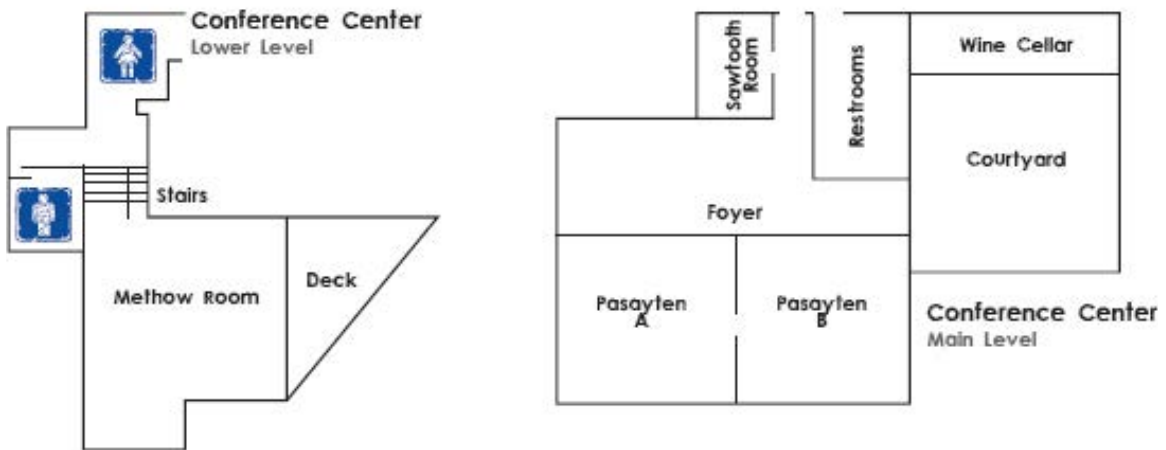 Conference Center
Lower Level
Stairs
Methow Room
Deck
Sawtooth
Room
Restrooms
Wine Cellar
Courtyard
Foyer
Pasayten
A
Pasayten
B
Conference Center
Main Level